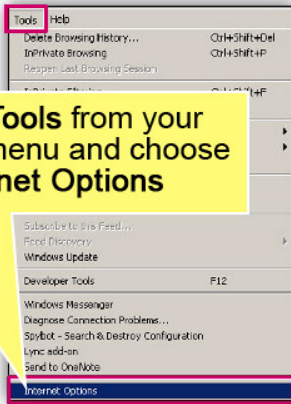 Tools Help
Delete Browsing History... Ctrl+Shift+Del
InPrivate Browsing Ctrl+Shift+P
Reopen Last Browsing Session
Tools from your
menu and choose
net Options
Subscribe to this Feed...
Feed Discovery
Windows Update
Developer Tools F12
Windows Messenger
Diagnose Connection Problems...
Spybot - Search & Destroy Configuration
Lync add-on
Send to OneNote
Internet Options